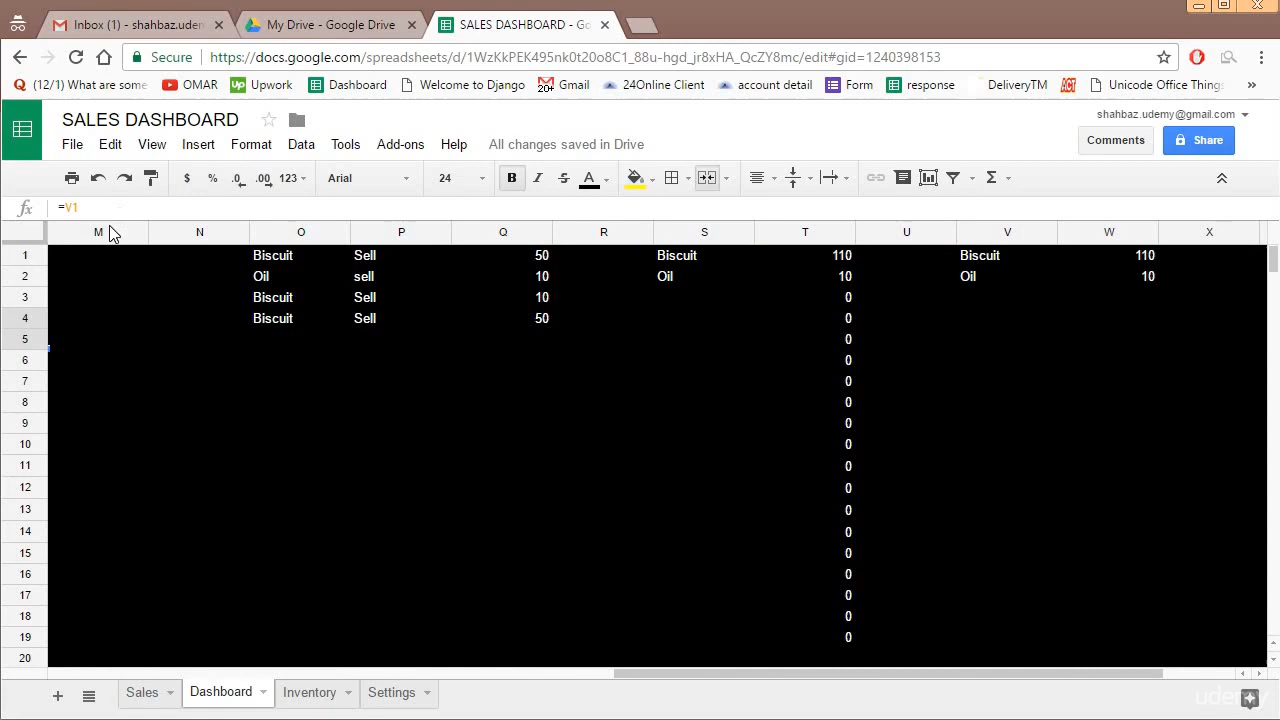 Inbox (1) - shahbaz.uden
My Drive - Google Drive
SALES DASHBOARD - Go
Secure
https://docs.google.com/spreadsheets/d/1WzKkPEK495nk0t20o8C1_88u-hgd_jr8xHA_QcZY8mc/edit#gid=1240398153
(12/1) What are some
OMAR
Upwork
Dashboard
Welcome to Django
Gmail
24Online Client
account detail
Form
response
DeliveryTM
ACT
Unicode Office Things
SALES DASHBOARD
shahbaz.udemy@gmail.com
File Edit View Insert Format Data Tools Add-ons Help All changes saved in Drive
Comments
Share
$ % .0 .00 123 Arial 24 B I S A Σ
fx =V1
M N O P Q R S T U V W X
1 Biscuit Sell 50 Biscuit 110 Biscuit 110
2 Oil sell 10 Oil 10 Oil 10
3 Biscuit Sell 10 0
4 Biscuit Sell 50 0
5 0
6 0
7 0
8 0
9 0
10 0
11 0
12 0
13 0
14 0
15 0
16 0
17 0
18 0
19 0
20
Sales Dashboard Inventory Settings
udemy